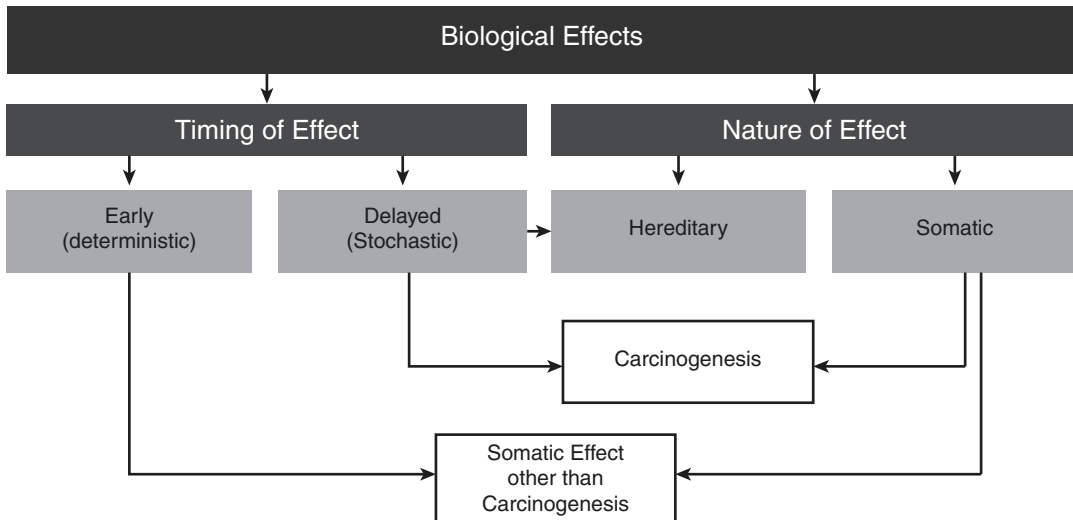 Biological Effects
Timing of Effect
Nature of Effect
Early
(deterministic)
Delayed
(Stochastic)
Hereditary
Somatic
Carcinogenesis
Somatic Effect
other than
Carcinogenesis